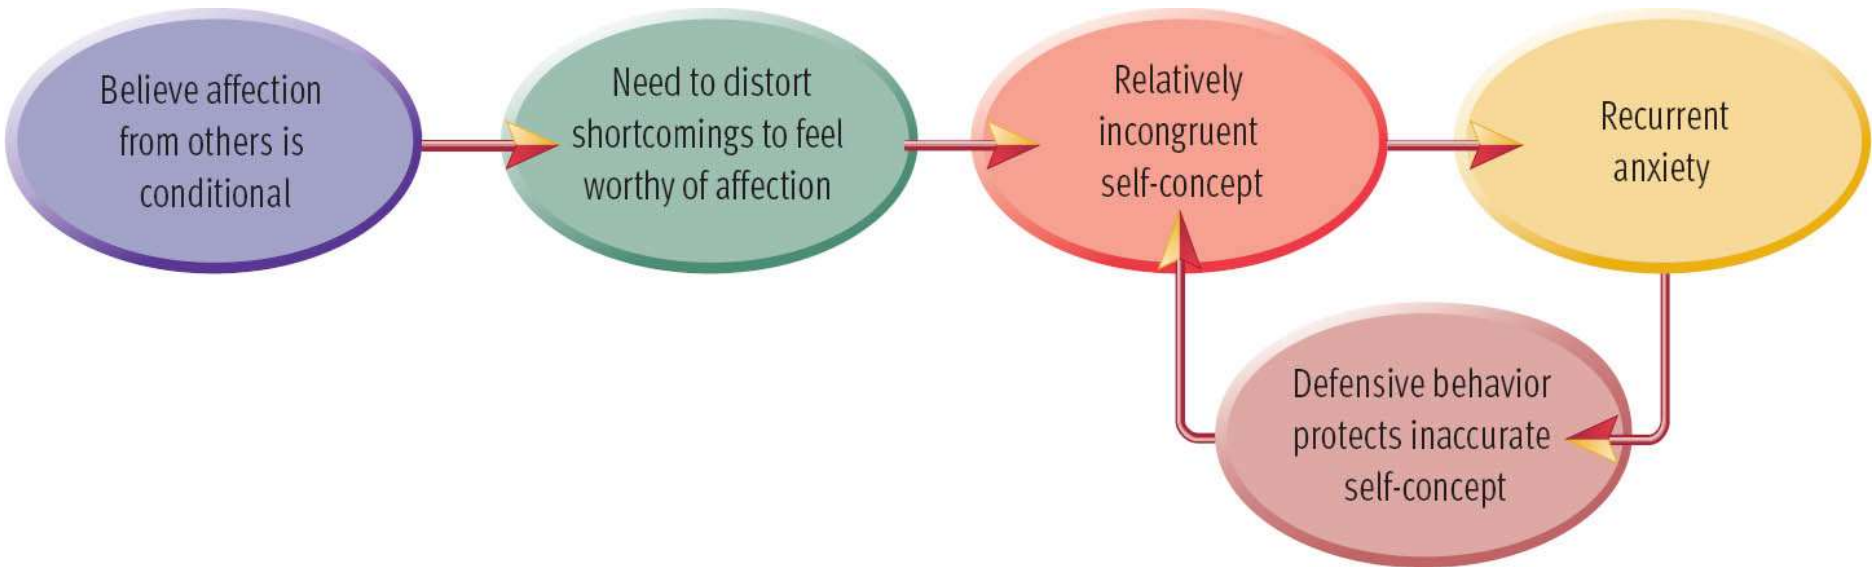 Believe affection
from others is
conditional
Need to distort
shortcomings to feel
worthy of affection
Relatively
incongruent
self-concept
Recurrent
anxiety
Defensive behavior
protects inaccurate
self-concept